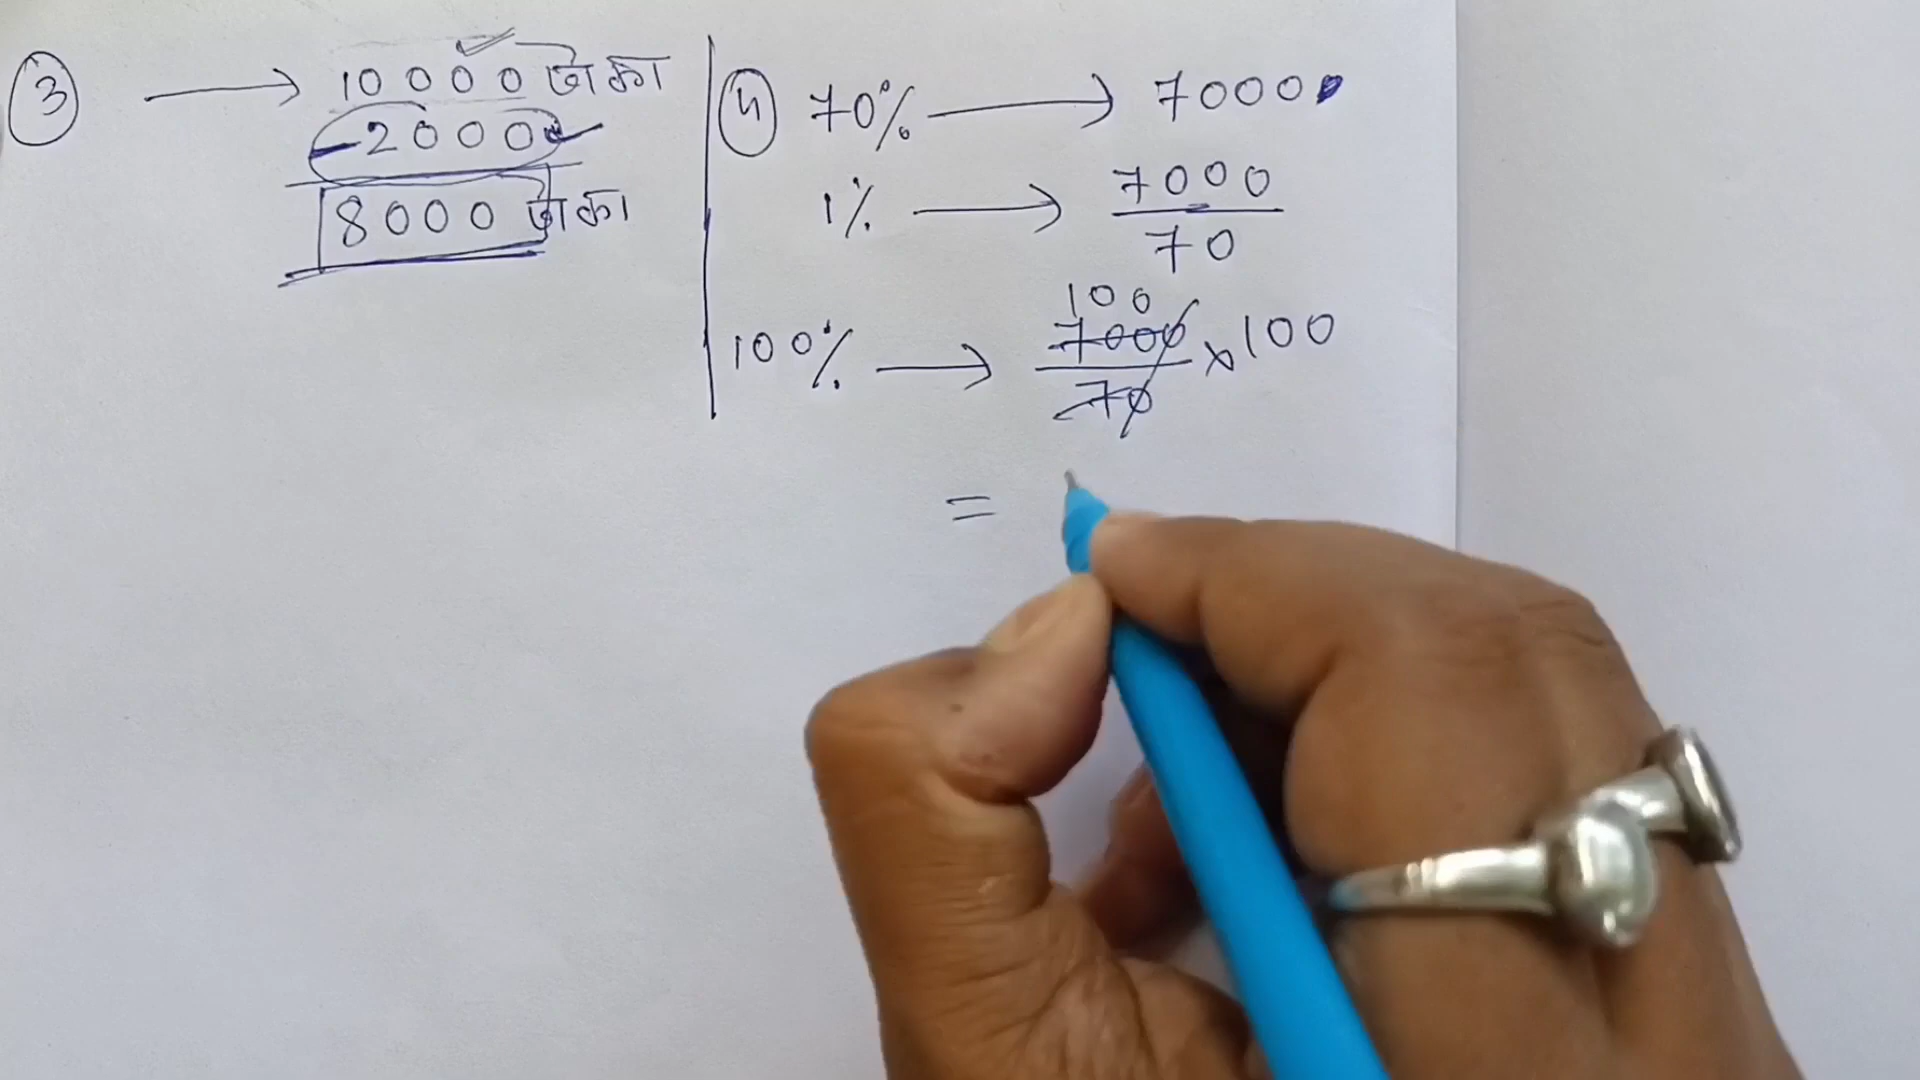 3 → 10000 টাকা
- 2000
8000 টাকা
4 70% → 7000
1% → 7000
70
100
100% → 7000 × 100
70
=